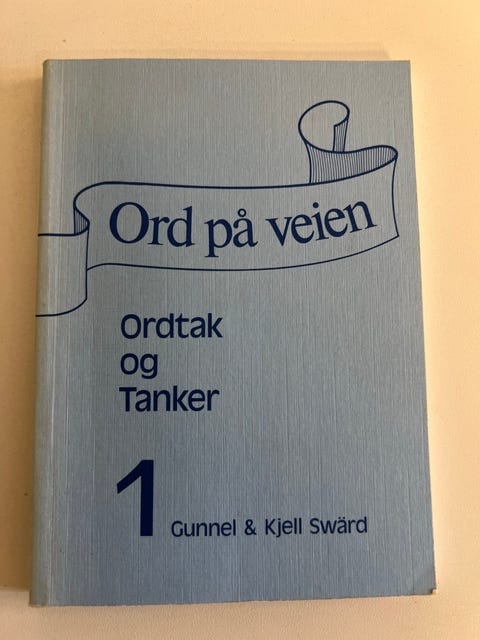 Ord på veien
Ordtak
og
Tanker
1
Gunnel & Kjell Swärd